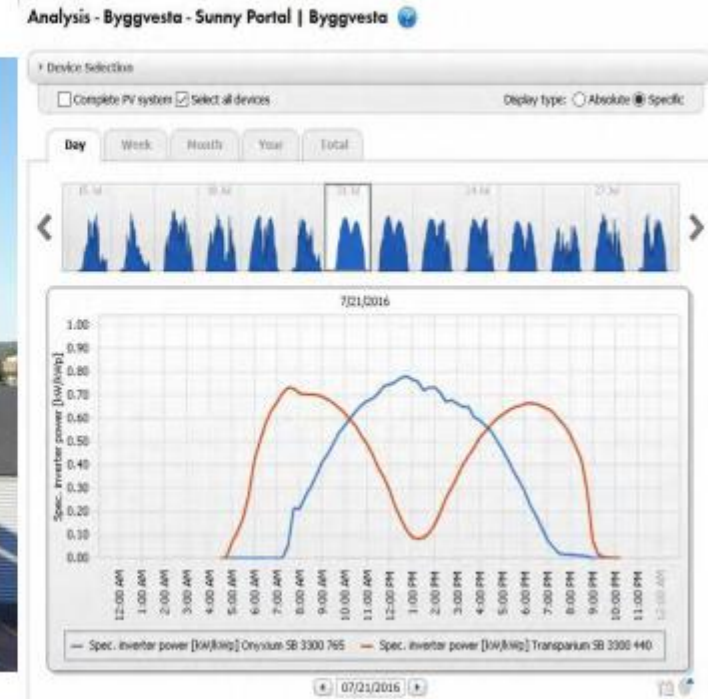 Analysis - Byggvesta - Sunny Portal | Byggvesta
Device Selection
Complete PV system Select all devices Display type: Absolute Specific
Day Week Month Year Total
7/21/2016
Spec. inverter power [kW/kWp]
1.00
0.90
0.80
0.70
0.60
0.50
0.40
0.30
0.20
0.10
0.00
12:00 AM
1:00 AM
2:00 AM
3:00 AM
4:00 AM
5:00 AM
6:00 AM
7:00 AM
8:00 AM
9:00 AM
10:00 AM
11:00 AM
12:00 PM
1:00 PM
2:00 PM
3:00 PM
4:00 PM
5:00 PM
6:00 PM
7:00 PM
8:00 PM
9:00 PM
10:00 PM
11:00 PM
12:00 AM
Spec. inverter power [kW/kWp] Onyxium SB 3300 765 Spec. inverter power [kW/kWp] Transparium SB 3300 440
07/21/2016